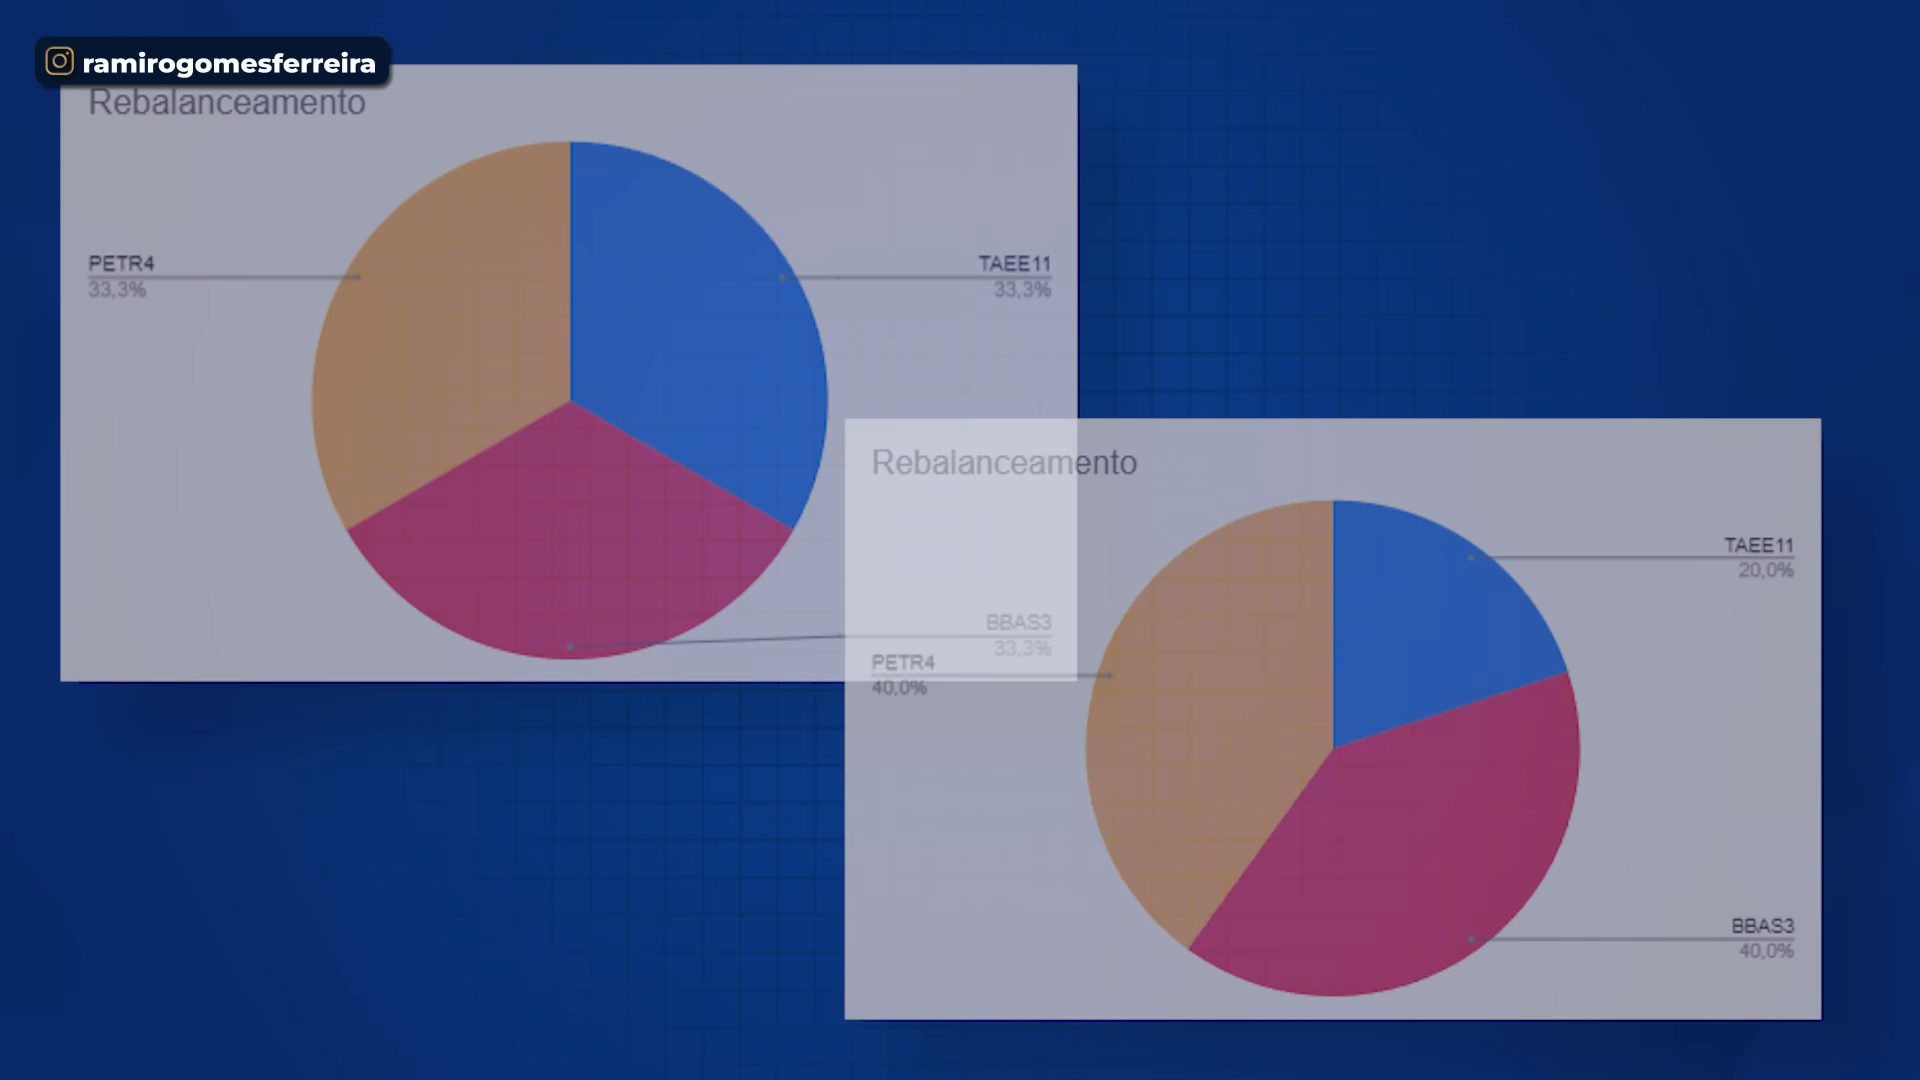 ramirogomesferreira
Rebalanceamento
PETR4
33,3%
TAEE11
33,3%
BBAS3
33,3%
Rebalanceamento
TAEE11
20,0%
PETR4
40,0%
BBAS3
40,0%